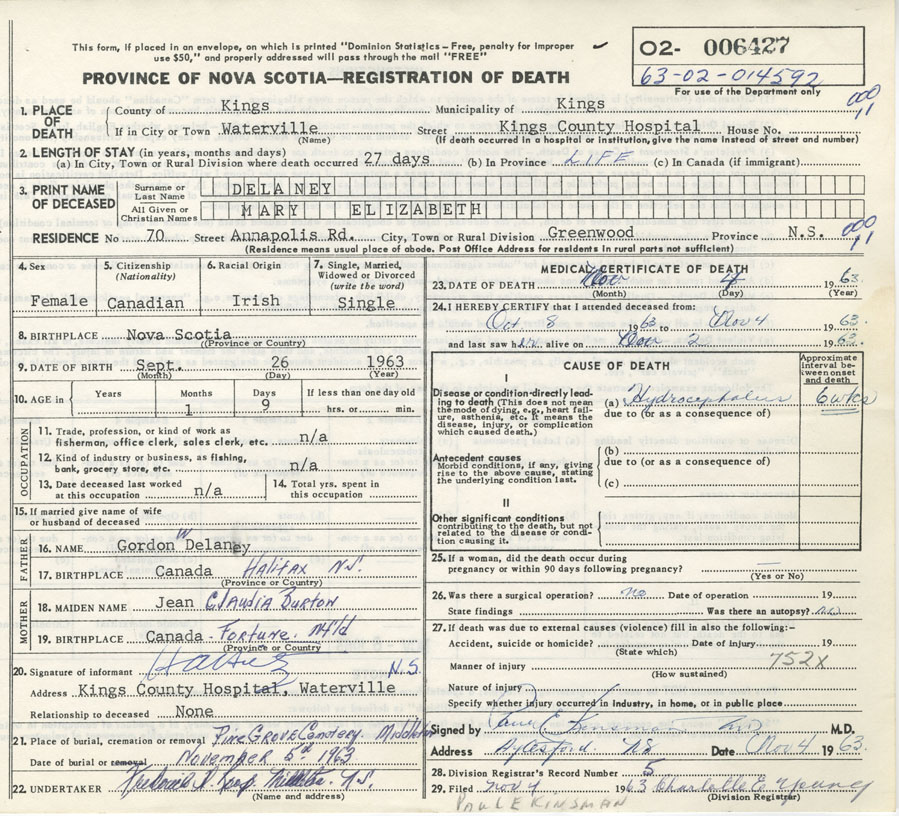 This form, if placed in an envelope, on which is printed "Dominion Statistics – Free, penalty for improper
use $50," and properly addressed will pass through the mail "FREE"
PROVINCE OF NOVA SCOTIA—REGISTRATION OF DEATH
02- 006427
63-02-014592
For use of the Department only
1. PLACE OF DEATH
County of Kings Municipality of Kings
If in City or Town Waterville Street Kings County Hospital House No.
(Name) (If death occurred in a hospital or institution, give the name instead of street and number)
000 11
2. LENGTH OF STAY (in years, months and days)
(a) In City, Town or Rural Division where death occurred 27 days (b) In Province LIFE (c) In Canada (if immigrant)
3. PRINT NAME OF DECEASED
Surname or Last Name DELANEY
All Given or Christian Names MARY ELIZABETH
RESIDENCE No 70 Street Annapolis Rd. City, Town or Rural Division Greenwood Province N.S.
000 11
(Residence means usual place of abode. Post Office Address for residents in rural parts not sufficient)
4. Sex Female
5. Citizenship (Nationality) Canadian
6. Racial Origin Irish
7. Single, Married, Widowed or Divorced (write the word) Single
8. BIRTHPLACE Nova Scotia
(Province or Country)
9. DATE OF BIRTH Sept. 26 1963
(Month) (Day) (Year)
10. AGE in Years Months 1 Days 9 If less than one day old hrs. or min.
OCCUPATION
11. Trade, profession, or kind of work as
fisherman, office clerk, sales clerk, etc. n/a
12. Kind of industry or business, as fishing,
bank, grocery store, etc. n/a
13. Date deceased last worked at this occupation n/a
14. Total yrs. spent in this occupation
15. If married give name of wife
or husband of deceased
FATHER
16. NAME Gordon W Delaney
17. BIRTHPLACE Canada Halifax N.S.
(Province or Country)
MOTHER
18. MAIDEN NAME Jean Claudia Burton
19. BIRTHPLACE Canada - Fortune. Nfld
(Province or Country)
20. Signature of informant N.S.
Address Kings County Hospital, Waterville
Relationship to deceased None
21. Place of burial, cremation or removal Pine Grove Cemetery. Middleton
Date of burial or removal November 5th 1963
22. UNDERTAKER N.S.
(Name and address)
MEDICAL CERTIFICATE OF DEATH
23. DATE OF DEATH Nov 4 1963
(Month) (Day) (Year)
24. I HEREBY CERTIFY that I attended deceased from:
Oct 8 1963 to Nov 4 1963.
and last saw her alive on Nov 2 1963.
CAUSE OF DEATH
Approximate interval between onset and death
I
Disease or condition directly leading to death (This does not mean the mode of dying, e.g., heart failure, asthenia, etc. It means the disease, injury, or complication which caused death.)
(a) Hydrocephalus 6 wks
due to (or as a consequence of)
Antecedent causes
Morbid conditions, if any, giving rise to the above cause, stating the underlying condition last.
(b)
due to (or as a consequence of)
(c)
II
Other significant conditions
contributing to the death, but not related to the disease or condition causing it.
25. If a woman, did the death occur during
pregnancy or within 90 days following pregnancy? —
(Yes or No)
26. Was there a surgical operation? no Date of operation 19
State findings Was there an autopsy? no
27. If death was due to external causes (violence) fill in also the following:–
Accident, suicide or homicide? Date of injury 19
(State which)
752X
Manner of injury
(How sustained)
Nature of injury
Specify whether injury occurred in industry, in home, or in public place
Signed by Paul E Kinsman M.D. M.D.
Address Aylesford NS Date Nov 4 1963.
28. Division Registrar's Record Number 5
29. Filed Nov 4 1963 Charlotte E Young
(Division Registrar)
PAUL E KINSMAN